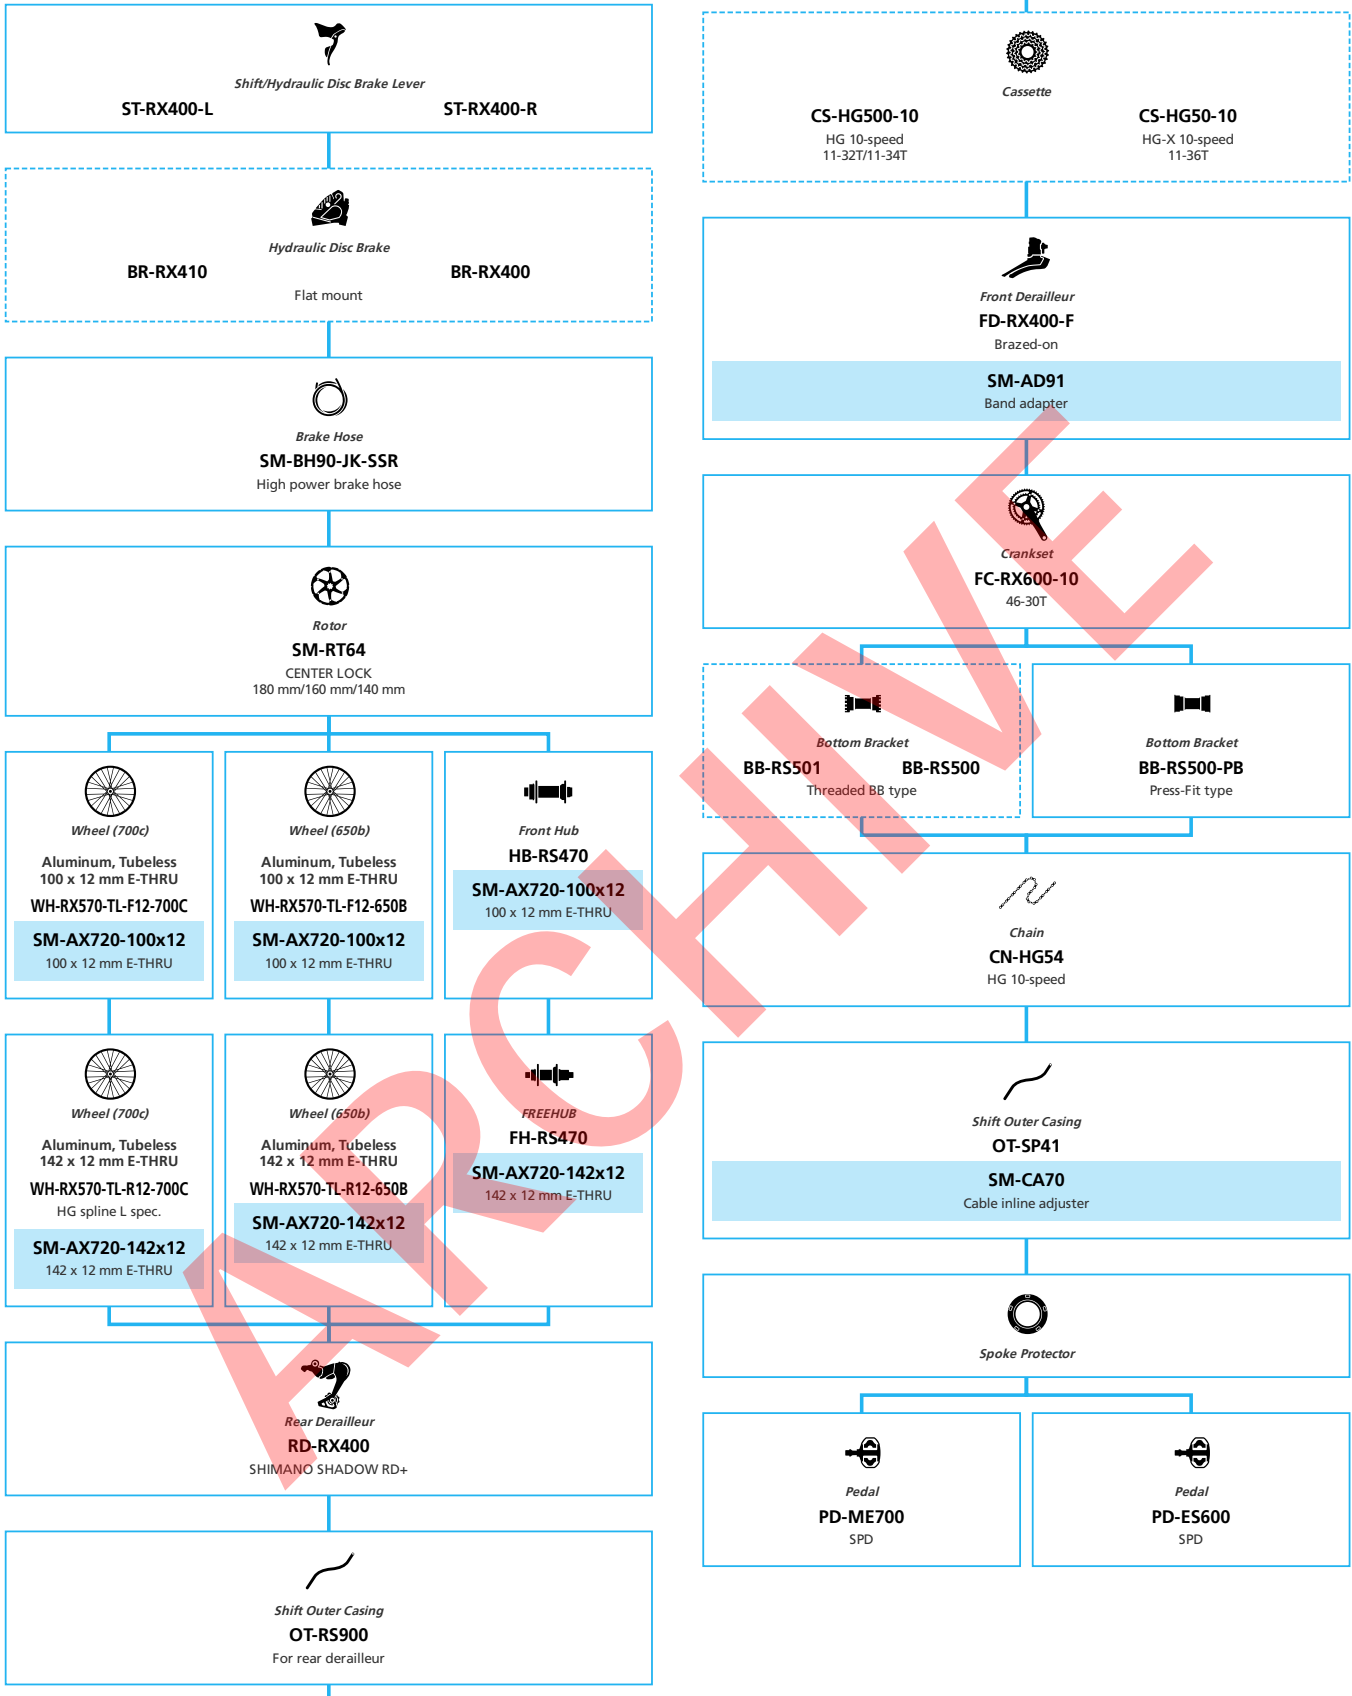 Shift/Hydraulic Disc Brake Lever
ST-RX400-L
ST-RX400-R
Hydraulic Disc Brake
BR-RX410
BR-RX400
Flat mount
Brake Hose
SM-BH90-JK-SSR
High power brake hose
Rotor
SM-RT64
CENTER LOCK
180 mm/160 mm/140 mm
Wheel (700c)
Aluminum, Tubeless
100 x 12 mm E-THRU
WH-RX570-TL-F12-700C
SM-AX720-100x12
100 x 12 mm E-THRU
Wheel (650b)
Aluminum, Tubeless
100 x 12 mm E-THRU
WH-RX570-TL-F12-650B
SM-AX720-100x12
100 x 12 mm E-THRU
Front Hub
HB-RS470
SM-AX720-100x12
100 x 12 mm E-THRU
Wheel (700c)
Aluminum, Tubeless
142 x 12 mm E-THRU
WH-RX570-TL-R12-700C
HG spline L spec.
SM-AX720-142x12
142 x 12 mm E-THRU
Wheel (650b)
Aluminum, Tubeless
142 x 12 mm E-THRU
WH-RX570-TL-R12-650B
SM-AX720-142x12
142 x 12 mm E-THRU
FREEHUB
FH-RS470
SM-AX720-142x12
142 x 12 mm E-THRU
Rear Derailleur
RD-RX400
SHIMANO SHADOW RD+
Shift Outer Casing
OT-RS900
For rear derailleur
Cassette
CS-HG500-10
HG 10-speed
11-32T/11-34T
CS-HG50-10
HG-X 10-speed
11-36T
Front Derailleur
FD-RX400-F
Brazed-on
SM-AD91
Band adapter
Crankset
FC-RX600-10
46-30T
Bottom Bracket
BB-RS501
BB-RS500
Threaded BB type
Bottom Bracket
BB-RS500-PB
Press-Fit type
Chain
CN-HG54
HG 10-speed
Shift Outer Casing
OT-SP41
SM-CA70
Cable inline adjuster
Spoke Protector
Pedal
PD-ME700
SPD
Pedal
PD-ES600
SPD
ARCHIVE